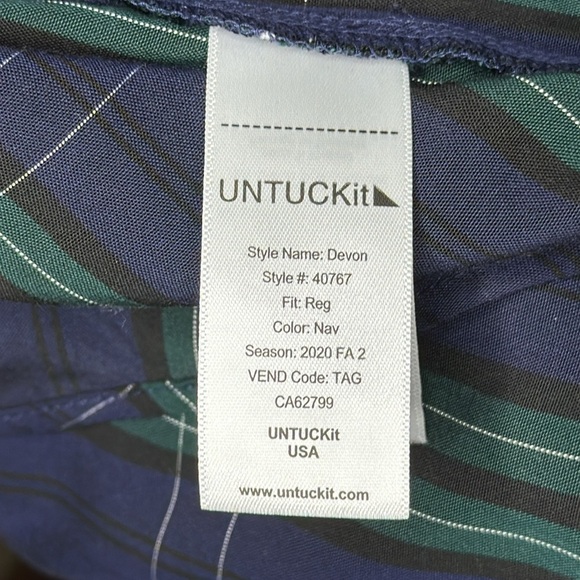 UNTUCKit
Style Name: Devon
Style #: 40767
Fit: Reg
Color: Nav
Season: 2020 FA 2
VEND Code: TAG
CA62799
UNTUCKit
USA
www.untuckit.com